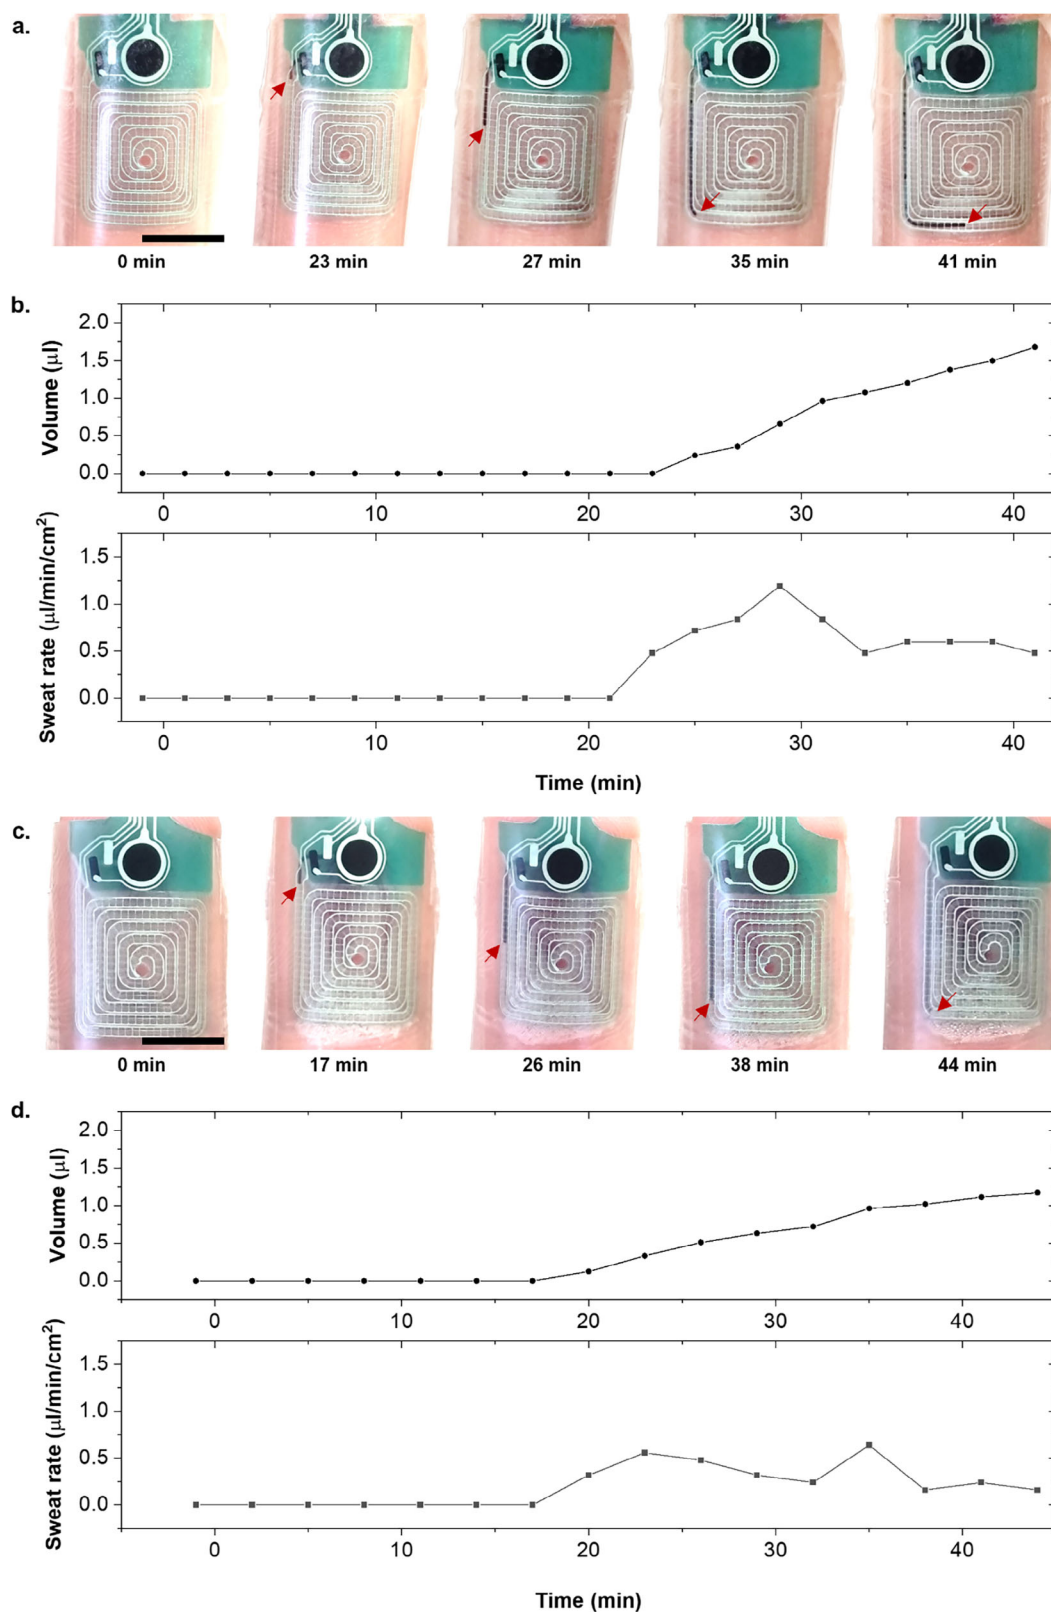 a.
0 min 23 min 27 min 35 min 41 min
b.
Volume (μl)
2.0
1.5
1.0
0.5
0.0
0 10 20 30 40
Sweat rate (μl/min/cm²)
1.5
1.0
0.5
0.0
0 10 20 30 40
Time (min)
c.
0 min 17 min 26 min 38 min 44 min
d.
Volume (μl)
2.0
1.5
1.0
0.5
0.0
0 10 20 30 40
Sweat rate (μl/min/cm²)
1.5
1.0
0.5
0.0
0 10 20 30 40
Time (min)